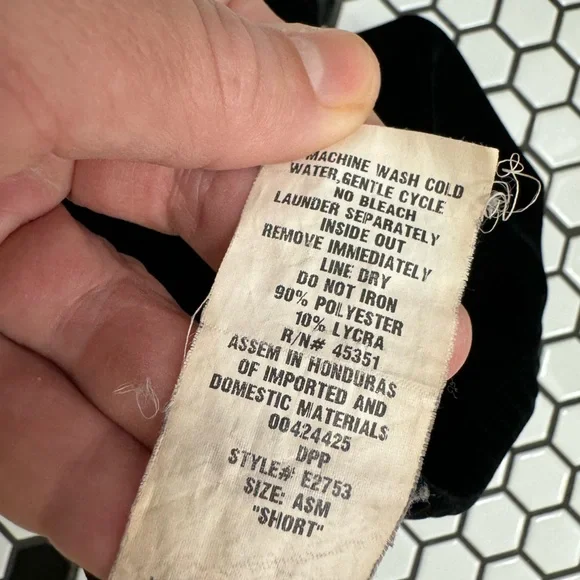 MACHINE WASH COLD
WATER, GENTLE CYCLE
NO BLEACH
LAUNDER SEPARATELY
INSIDE OUT
REMOVE IMMEDIATELY
LINE DRY
DO NOT IRON
90% POLYESTER
10% LYCRA
R/N# 45351
ASSEM IN HONDURAS
OF IMPORTED AND
DOMESTIC MATERIALS
00424425
DPP
STYLE# E2753
SIZE: ASM
"SHORT"